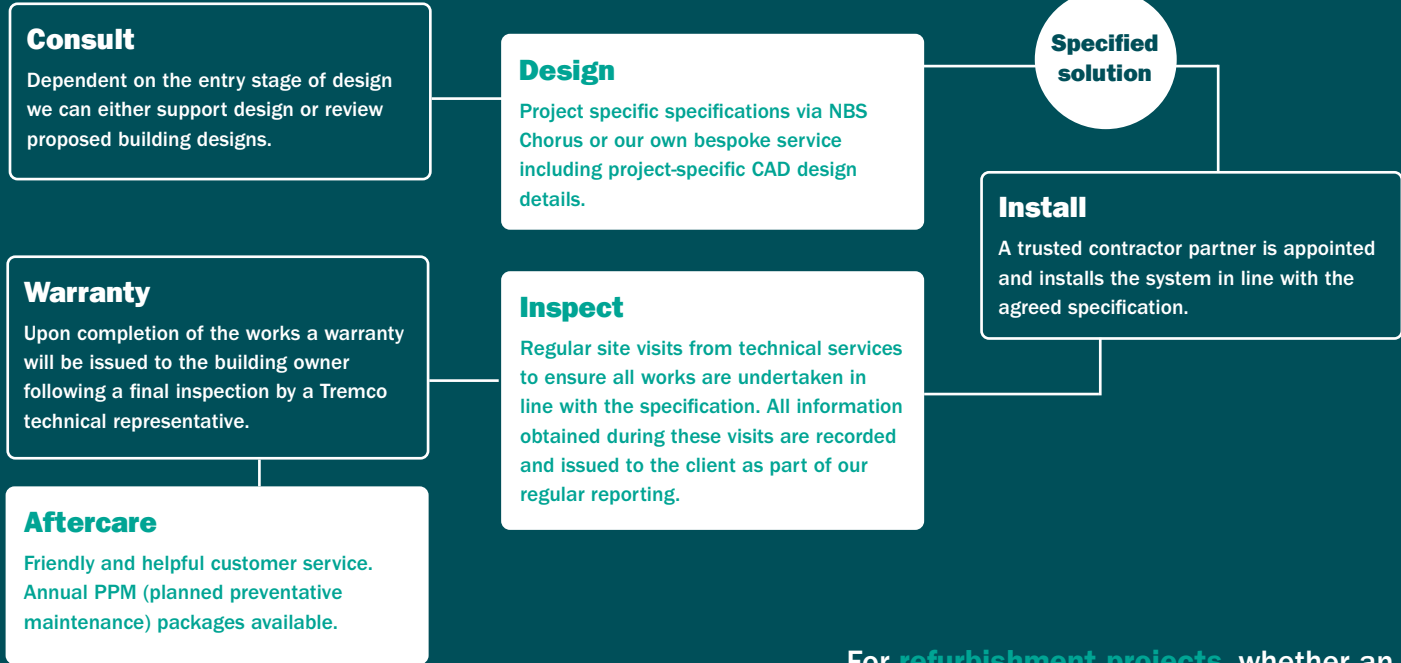 Consult
Dependent on the entry stage of design
we can either support design or review
proposed building designs.
Design
Project specific specifications via NBS
Chorus or our own bespoke service
including project-specific CAD design
details.
Specified
solution
Install
A trusted contractor partner is appointed
and installs the system in line with the
agreed specification.
Inspect
Regular site visits from technical services
to ensure all works are undertaken in
line with the specification. All information
obtained during these visits are recorded
and issued to the client as part of our
regular reporting.
Warranty
Upon completion of the works a warranty
will be issued to the building owner
following a final inspection by a Tremco
technical representative.
Aftercare
Friendly and helpful customer service.
Annual PPM (planned preventative
maintenance) packages available.
For refurbishment projects, whether an